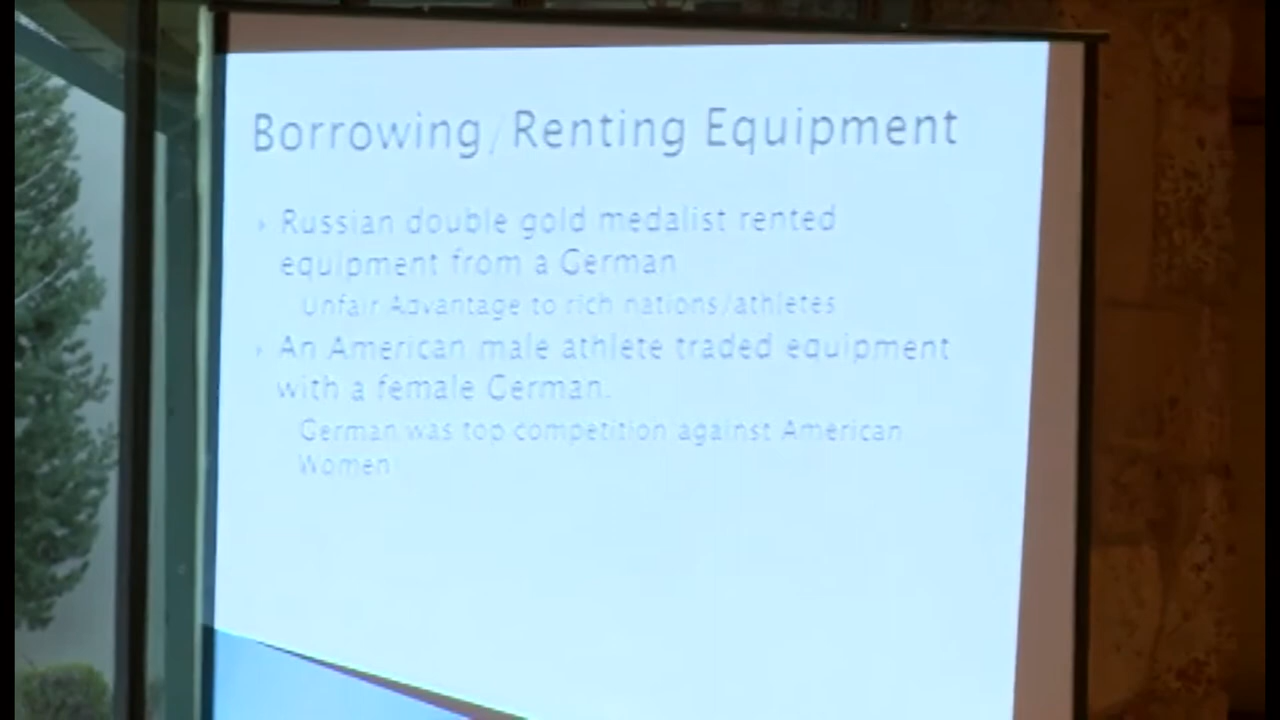 Borrowing/Renting Equipment
Russian double gold medalist rented
equipment from a German
Unfair Advantage to rich nations/athletes
An American male athlete traded equipment
with a female German.
German was top competition against American
Women